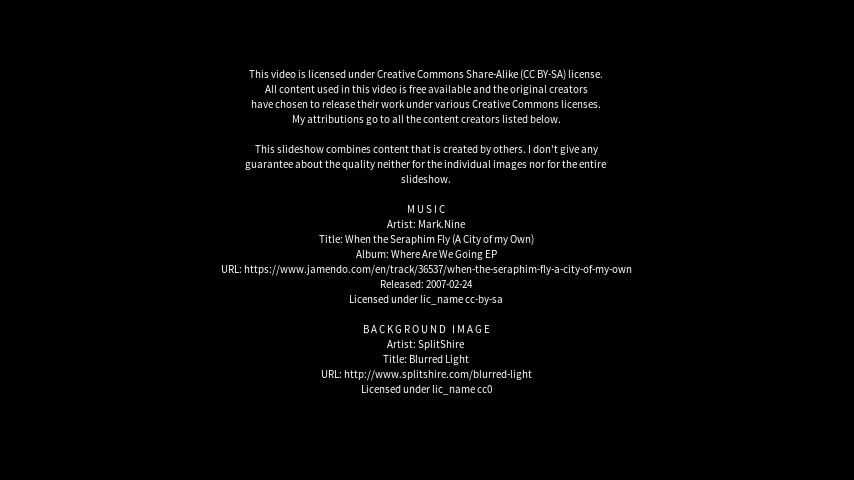 This video is licensed under Creative Commons Share-Alike (CC BY-SA) license.
All content used in this video is free available and the original creators
have chosen to release their work under various Creative Commons licenses.
My attributions go to all the content creators listed below.
This slideshow combines content that is created by others. I don't give any
guarantee about the quality neither for the individual images nor for the entire
slideshow.
MUSIC
Artist: Mark.Nine
Title: When the Seraphim Fly (A City of my Own)
Album: Where Are We Going EP
URL: https://www.jamendo.com/en/track/36537/when-the-seraphim-fly-a-city-of-my-own
Released: 2007-02-24
Licensed under lic_name cc-by-sa
BACKGROUND IMAGE
Artist: SplitShire
Title: Blurred Light
URL: http://www.splitshire.com/blurred-light
Licensed under lic_name cc0